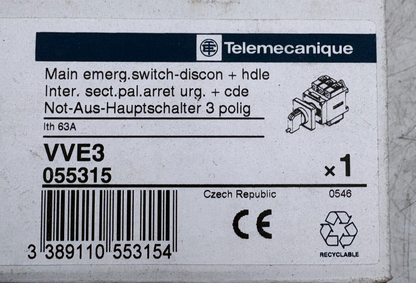 Telemecanique
Main emerg.switch-discon + hdle
Inter. sect.pal.arret urg. + cde
Not-Aus-Hauptschalter 3 polig
Ith 63A
VVE3
055315
x1
Czech Republic
0546
3 389110 553154
CE
RECYCLABLE